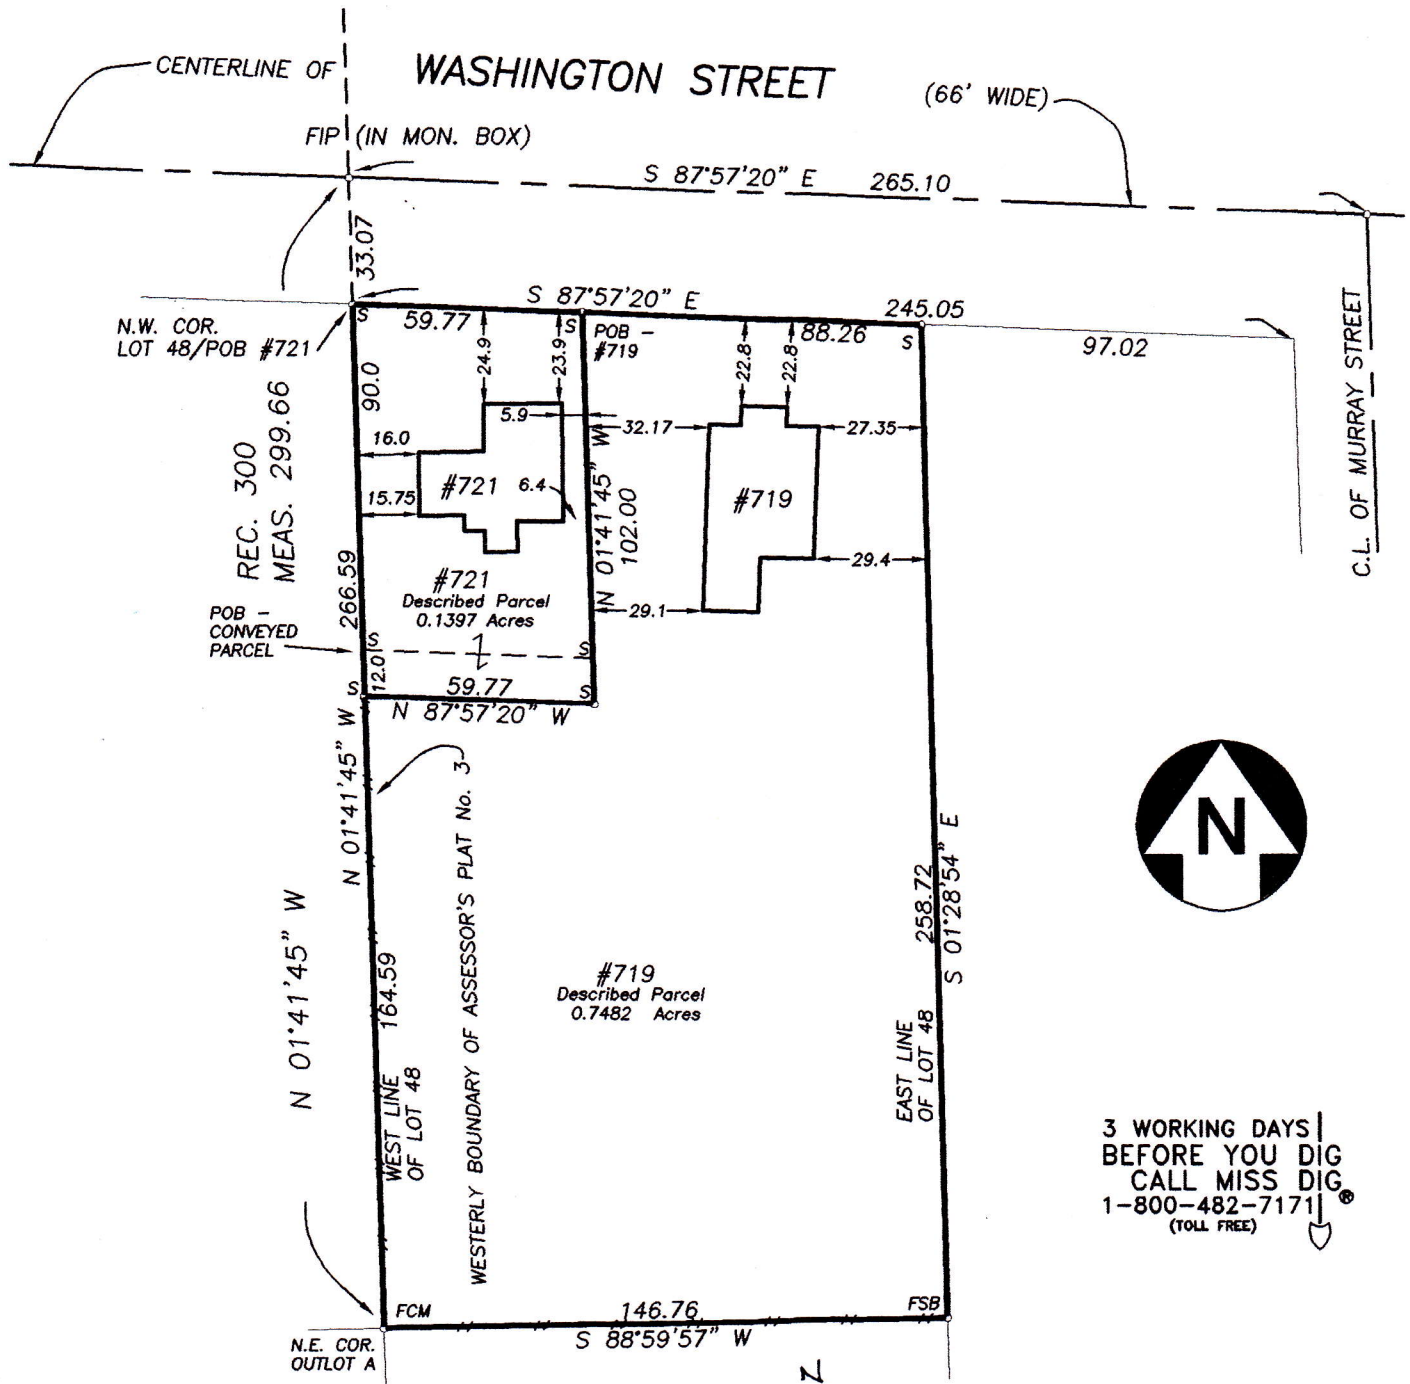 CENTERLINE OF
WASHINGTON STREET
(66' WIDE)
FIP (IN MON. BOX)
S 87°57'20" E 265.10
33.07
S 87°57'20" E
245.05
N.W. COR.
LOT 48/POB #721
S
59.77
S
POB -
#719
88.26
S
97.02
C.L. OF MURRAY STREET
24.9
23.9
22.8
22.8
90.0
5.9
32.17
27.35
16.0
REC. 300
MEAS. 299.66
15.75
#721
6.4
N 01°41'45" W
102.00
#719
29.4
#721
Described Parcel
0.1397 Acres
29.1
266.59
POB -
CONVEYED
PARCEL
S
S
12.0
S
59.77
S
N 87°57'20" W
N 01°41'45" W
WESTERLY BOUNDARY OF ASSESSOR'S PLAT No. 3
N
258.72
S 01°28'54" E
N 01°41'45" W
164.59
#719
Described Parcel
0.7482 Acres
WEST LINE
OF LOT 48
EAST LINE
OF LOT 48
3 WORKING DAYS
BEFORE YOU DIG
CALL MISS DIG
1-800-482-7171 ®
(TOLL FREE)
FCM
146.76
FSB
S 88°59'57" W
N.E. COR.
OUTLOT A
N